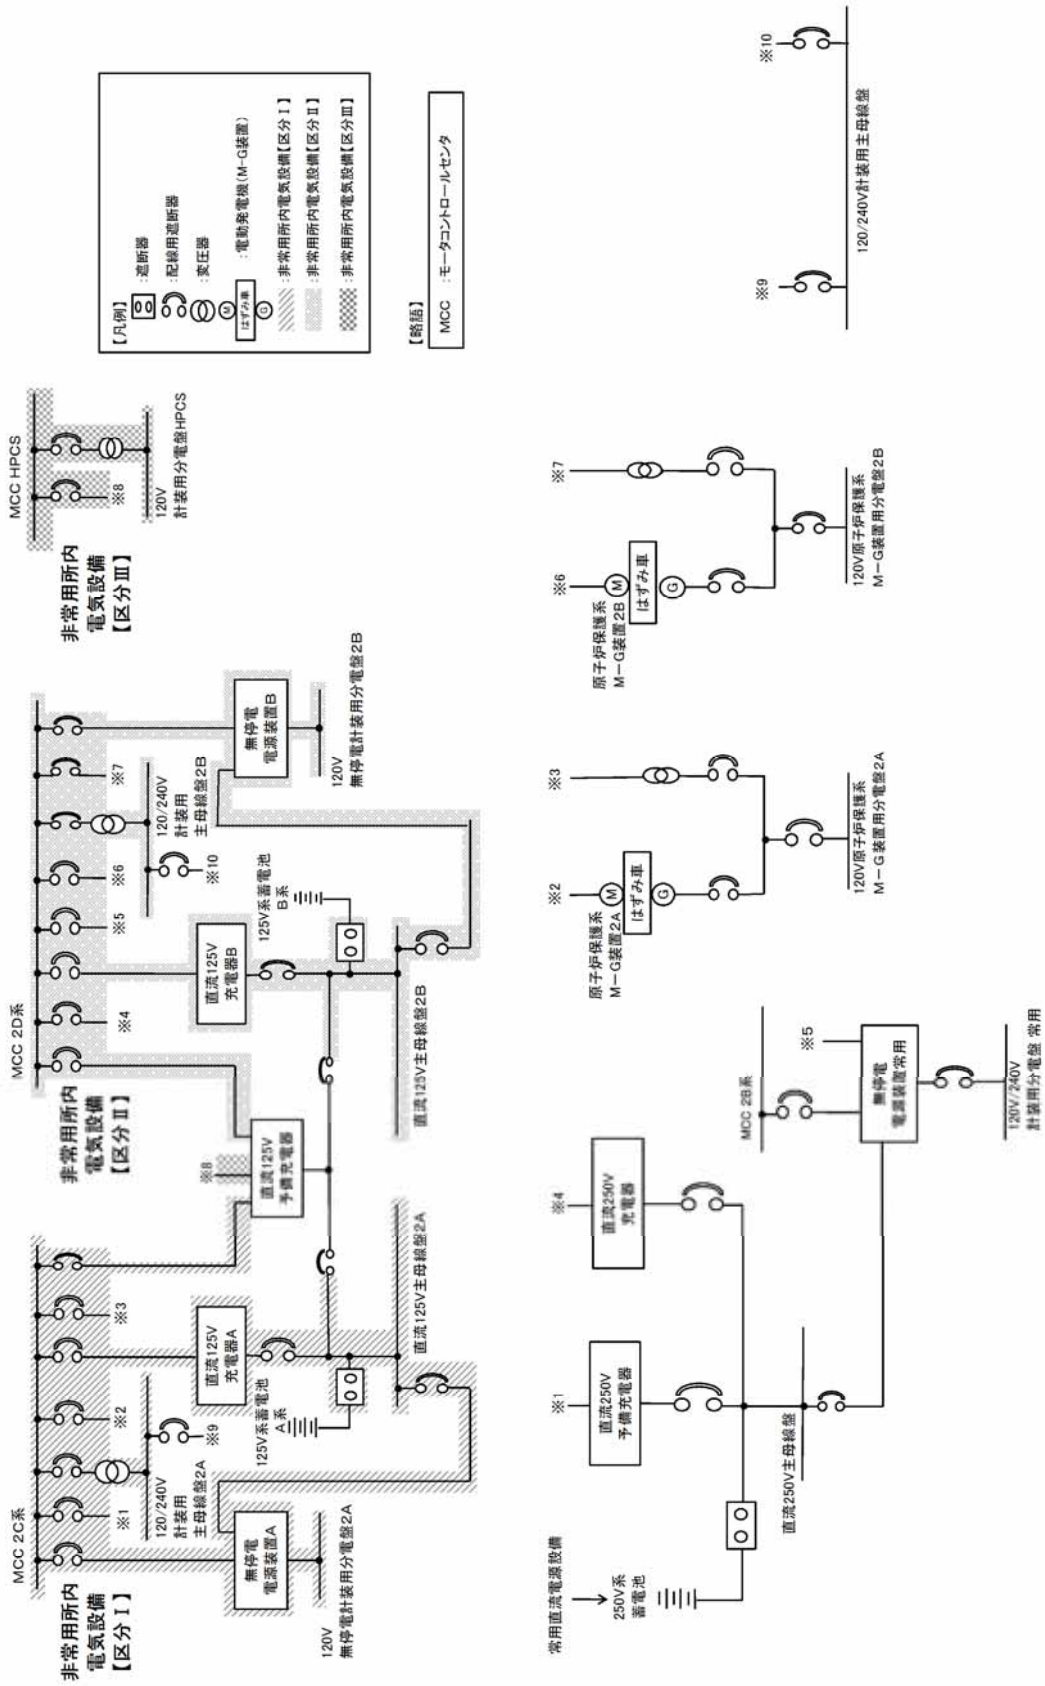 非常用所内
電気設備
【区分Ⅰ】
MCC 2C系
※1
※2
※3
120/240V
計装用
主母線盤2A
※9
無停電
電源装置A
120V
無停電計装用分電盤2A
直流125V
充電器A
125V系蓄電池
A系
直流125V主母線盤2A
※8
直流125V
予備充電器
非常用所内
電気設備
【区分Ⅱ】
MCC 2D系
※4
※5
※6
※7
直流125V
充電器B
120/240V
計装用
主母線盤2B
※10
125V系蓄電池
B系
直流125V主母線盤2B
無停電
電源装置B
120V
無停電計装用分電盤2B
非常用所内
電気設備
【区分Ⅲ】
MCC HPCS
※8
120V
計装用分電盤HPCS
【凡例】
:遮断器
:配線用遮断器
:変圧器
M
はずみ車
G
:電動発電機(M-G装置)
:非常用所内電気設備【区分Ⅰ】
:非常用所内電気設備【区分Ⅱ】
:非常用所内電気設備【区分Ⅲ】
【略語】
MCC :モータコントロールセンタ
常用直流電源設備
250V系
蓄電池
※1
直流250V
予備充電器
※4
直流250V
充電器
直流250V主母線盤
MCC 2B系
※5
無停電
電源装置常用
120V/240V
計装用分電盤 常用
※2
原子炉保護系
M-G装置2A
M
はずみ車
G
※3
120V原子炉保護系
M-G装置用分電盤2A
※6
原子炉保護系
M-G装置2B
M
はずみ車
G
※7
120V原子炉保護系
M-G装置用分電盤2B
※9
※10
120/240V計装用主母線盤